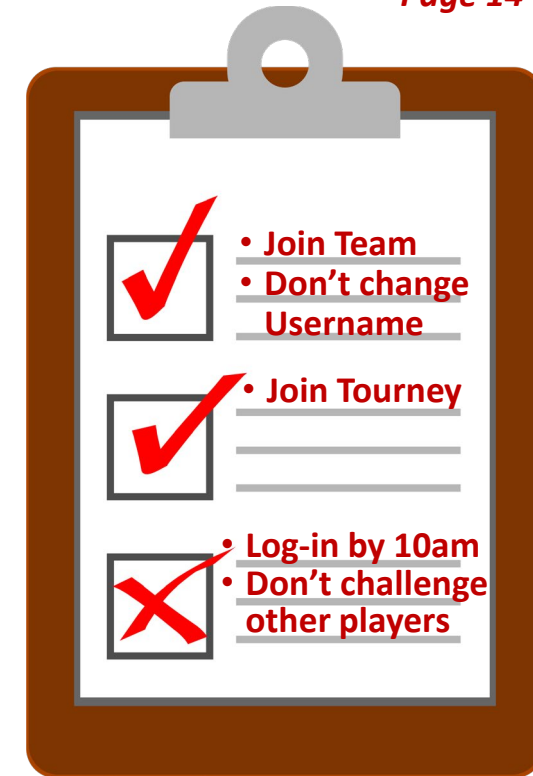 Page 14
• Join Team
• Don’t change
Username
• Join Tourney
• Log-in by 10am
• Don’t challenge
other players